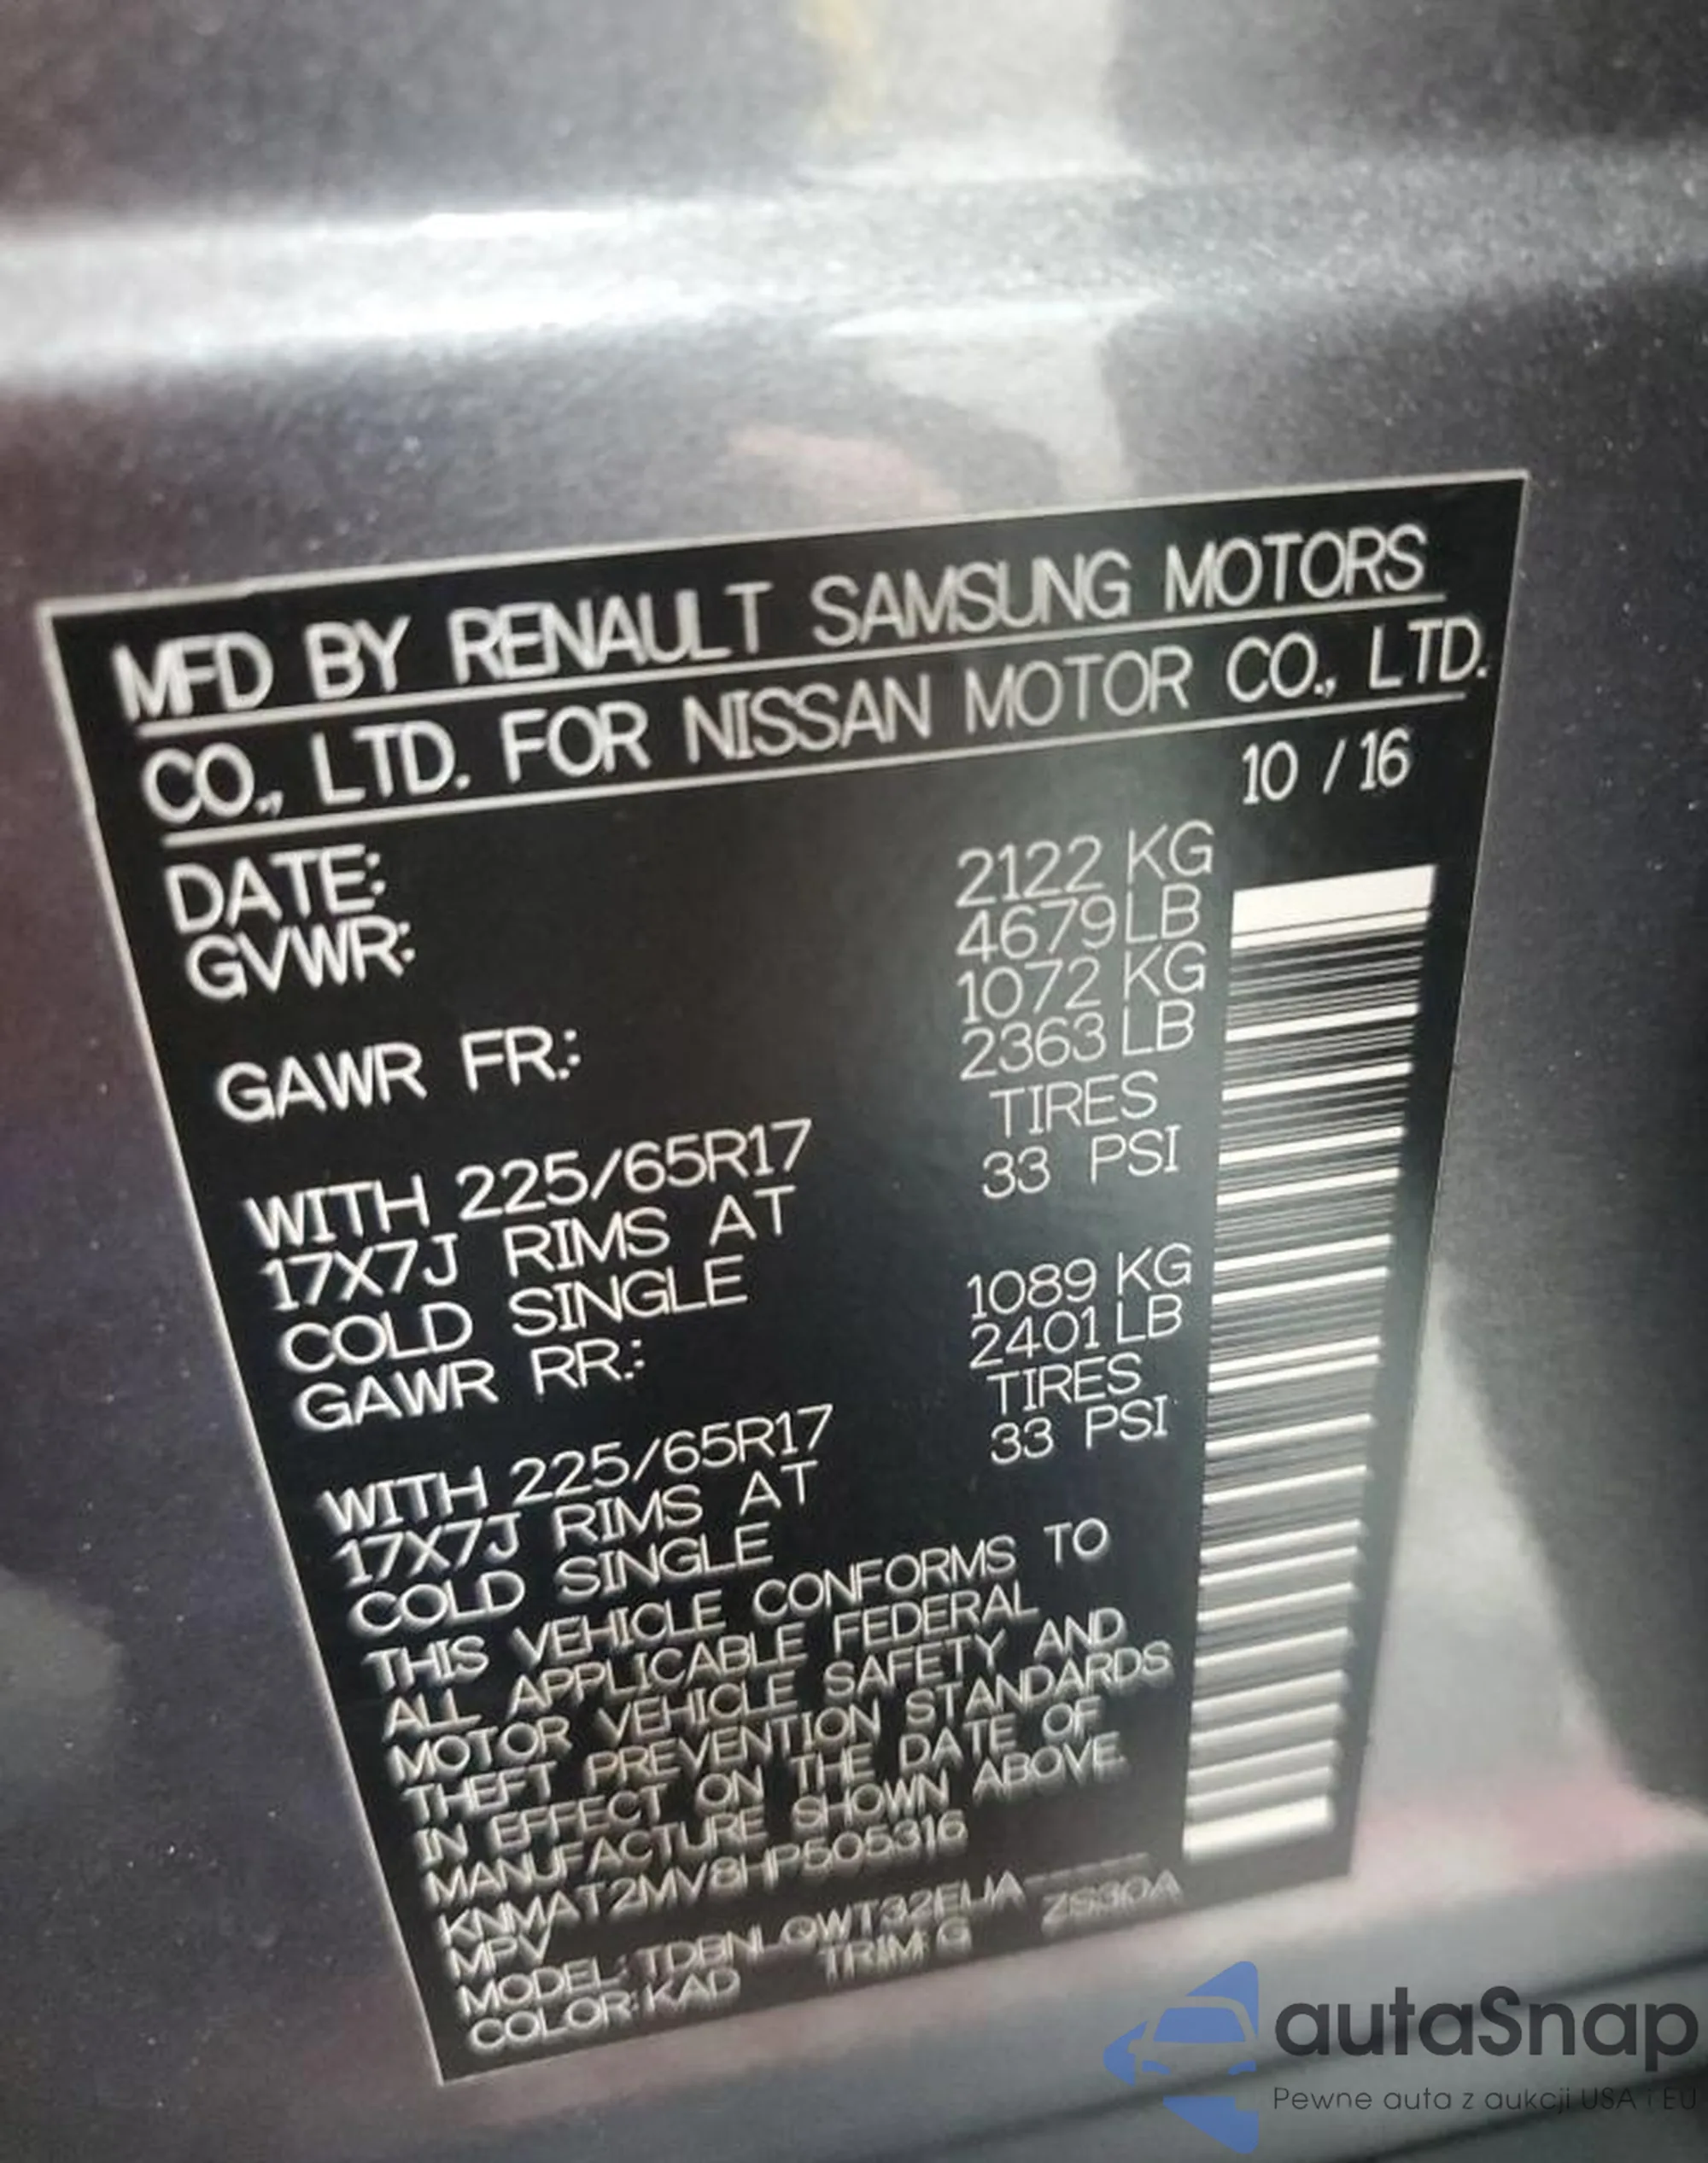 MFD BY RENAULT SAMSUNG MOTORS
CO., LTD. FOR NISSAN MOTOR CO., LTD.
DATE: 10 / 16
GVWR: 2122 KG
4679 LB
GAWR FR.: 1072 KG
2363 LB
WITH 225/65R17 TIRES
17X7J RIMS AT 33 PSI
COLD SINGLE
GAWR RR.: 1089 KG
2401 LB
WITH 225/65R17 TIRES
17X7J RIMS AT 33 PSI
COLD SINGLE
THIS VEHICLE CONFORMS TO
ALL APPLICABLE FEDERAL
MOTOR VEHICLE SAFETY AND
THEFT PREVENTION STANDARDS
IN EFFECT ON THE DATE OF
MANUFACTURE SHOWN ABOVE.
KNMAT2MV8HP505316
MPV
MODEL: TDBNLQWT32EUA-------
COLOR:KAD TRIM:G ZS30A
autaSnap
Pewne auta z aukcji USA i EU